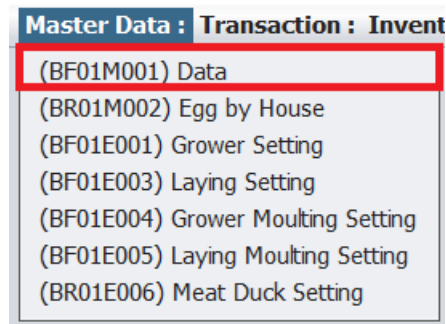 Master Data : Transaction : Invent
(BF01M001) Data
(BR01M002) Egg by House
(BF01E001) Grower Setting
(BF01E003) Laying Setting
(BF01E004) Grower Moulting Setting
(BF01E005) Laying Moulting Setting
(BR01E006) Meat Duck Setting